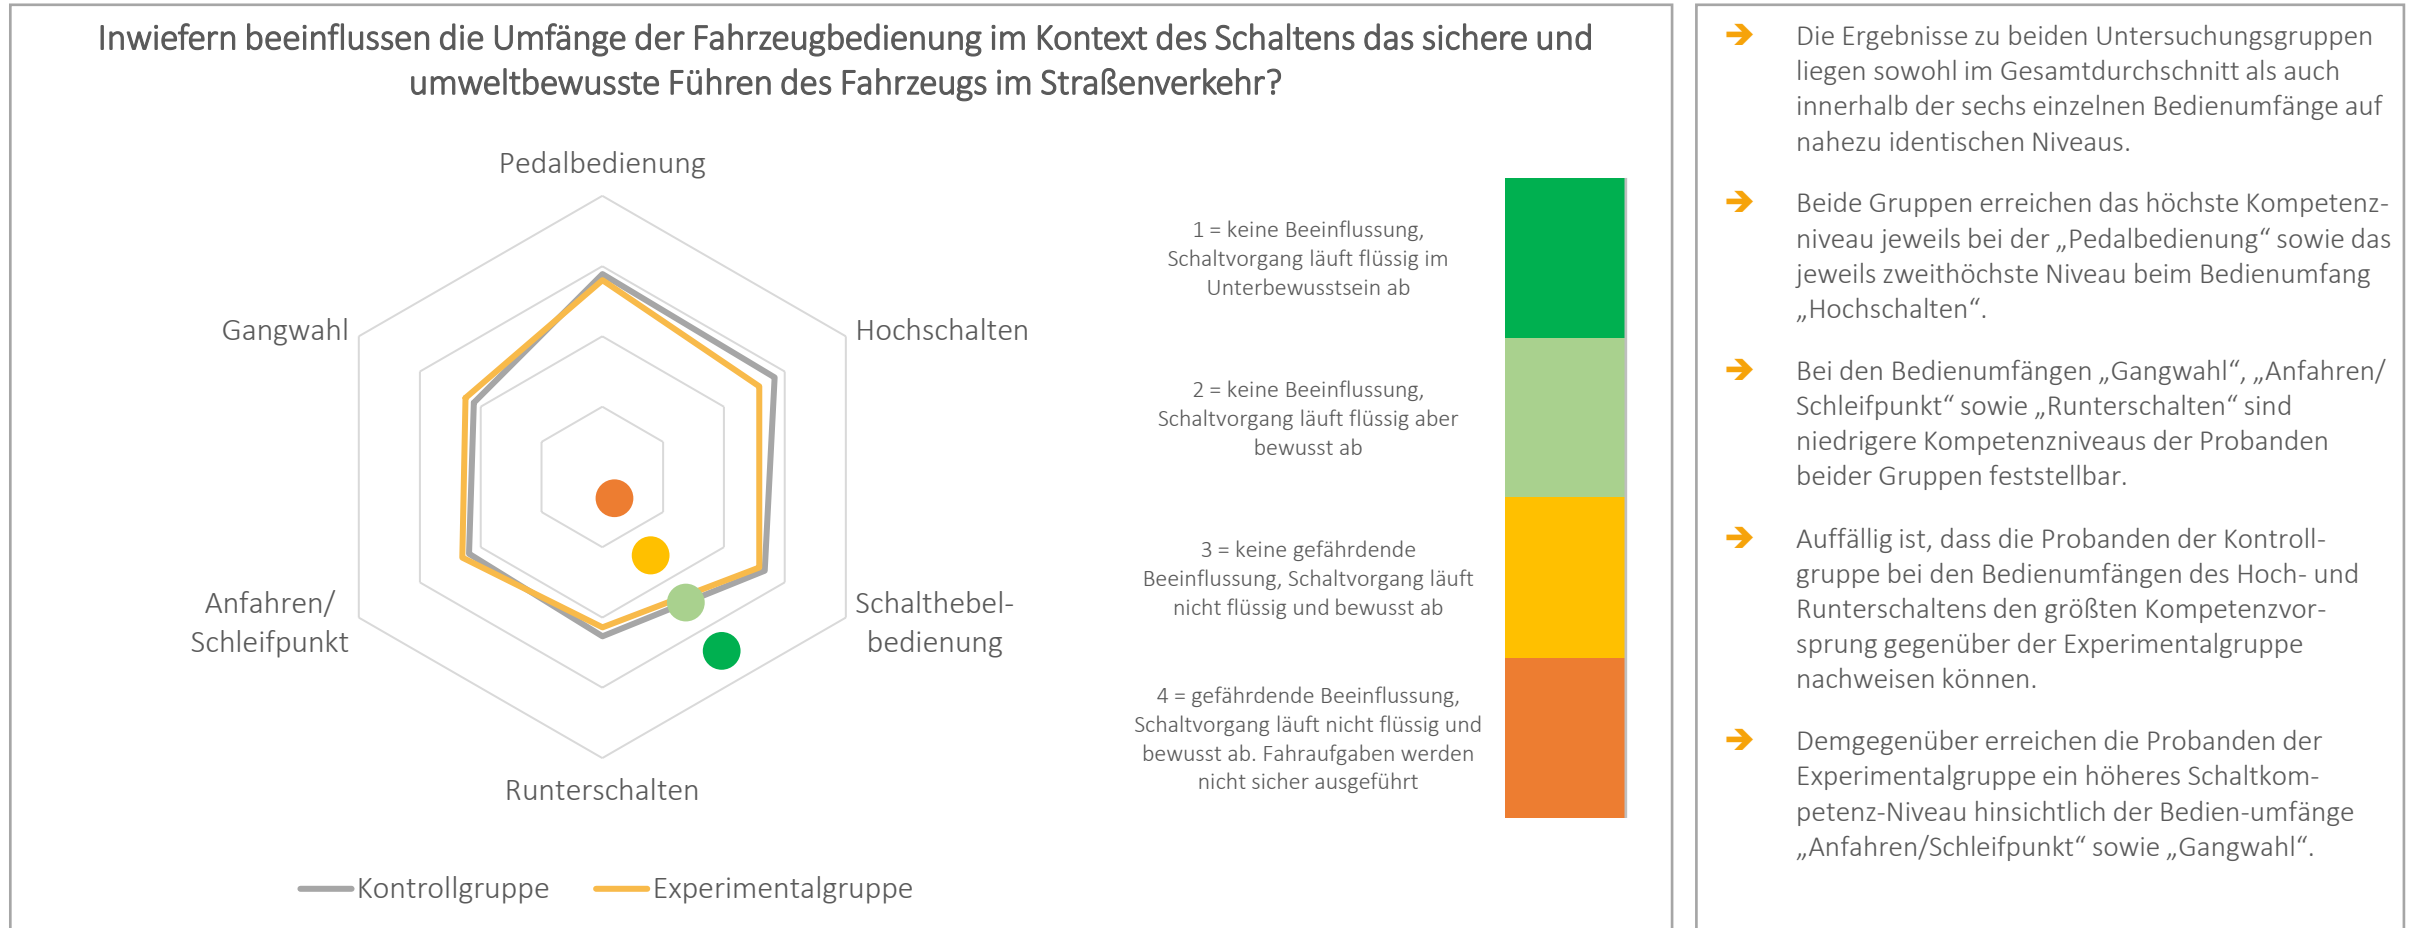 Inwiefern beeinflussen die Umfänge der Fahrzeugbedienung im Kontext des Schaltens das sichere und
umweltbewusste Führen des Fahrzeugs im Straßenverkehr?
Pedalbedienung
Hochschalten
Schalthebel-
bedienung
Runterschalten
Anfahren/
Schleifpunkt
Gangwahl
Kontrollgruppe
Experimentalgruppe
1 = keine Beeinflussung,
Schaltvorgang läuft flüssig im
Unterbewusstsein ab
2 = keine Beeinflussung,
Schaltvorgang läuft flüssig aber
bewusst ab
3 = keine gefährdende
Beeinflussung, Schaltvorgang läuft
nicht flüssig und bewusst ab
4 = gefährdende Beeinflussung,
Schaltvorgang läuft nicht flüssig und
bewusst ab. Fahraufgaben werden
nicht sicher ausgeführt
Die Ergebnisse zu beiden Untersuchungsgruppen
liegen sowohl im Gesamtdurchschnitt als auch
innerhalb der sechs einzelnen Bedienumfänge auf
nahezu identischen Niveaus.
Beide Gruppen erreichen das höchste Kompetenz-
niveau jeweils bei der „Pedalbedienung“ sowie das
jeweils zweithöchste Niveau beim Bedienumfang
„Hochschalten“.
Bei den Bedienumfängen „Gangwahl“, „Anfahren/
Schleifpunkt“ sowie „Runterschalten“ sind
niedrigere Kompetenzniveaus der Probanden
beider Gruppen feststellbar.
Auffällig ist, dass die Probanden der Kontroll-
gruppe bei den Bedienumfängen des Hoch- und
Runterschaltens den größten Kompetenzvor-
sprung gegenüber der Experimentalgruppe
nachweisen können.
Demgegenüber erreichen die Probanden der
Experimentalgruppe ein höheres Schaltkom-
petenz-Niveau hinsichtlich der Bedien-umfänge
„Anfahren/Schleifpunkt“ sowie „Gangwahl“.